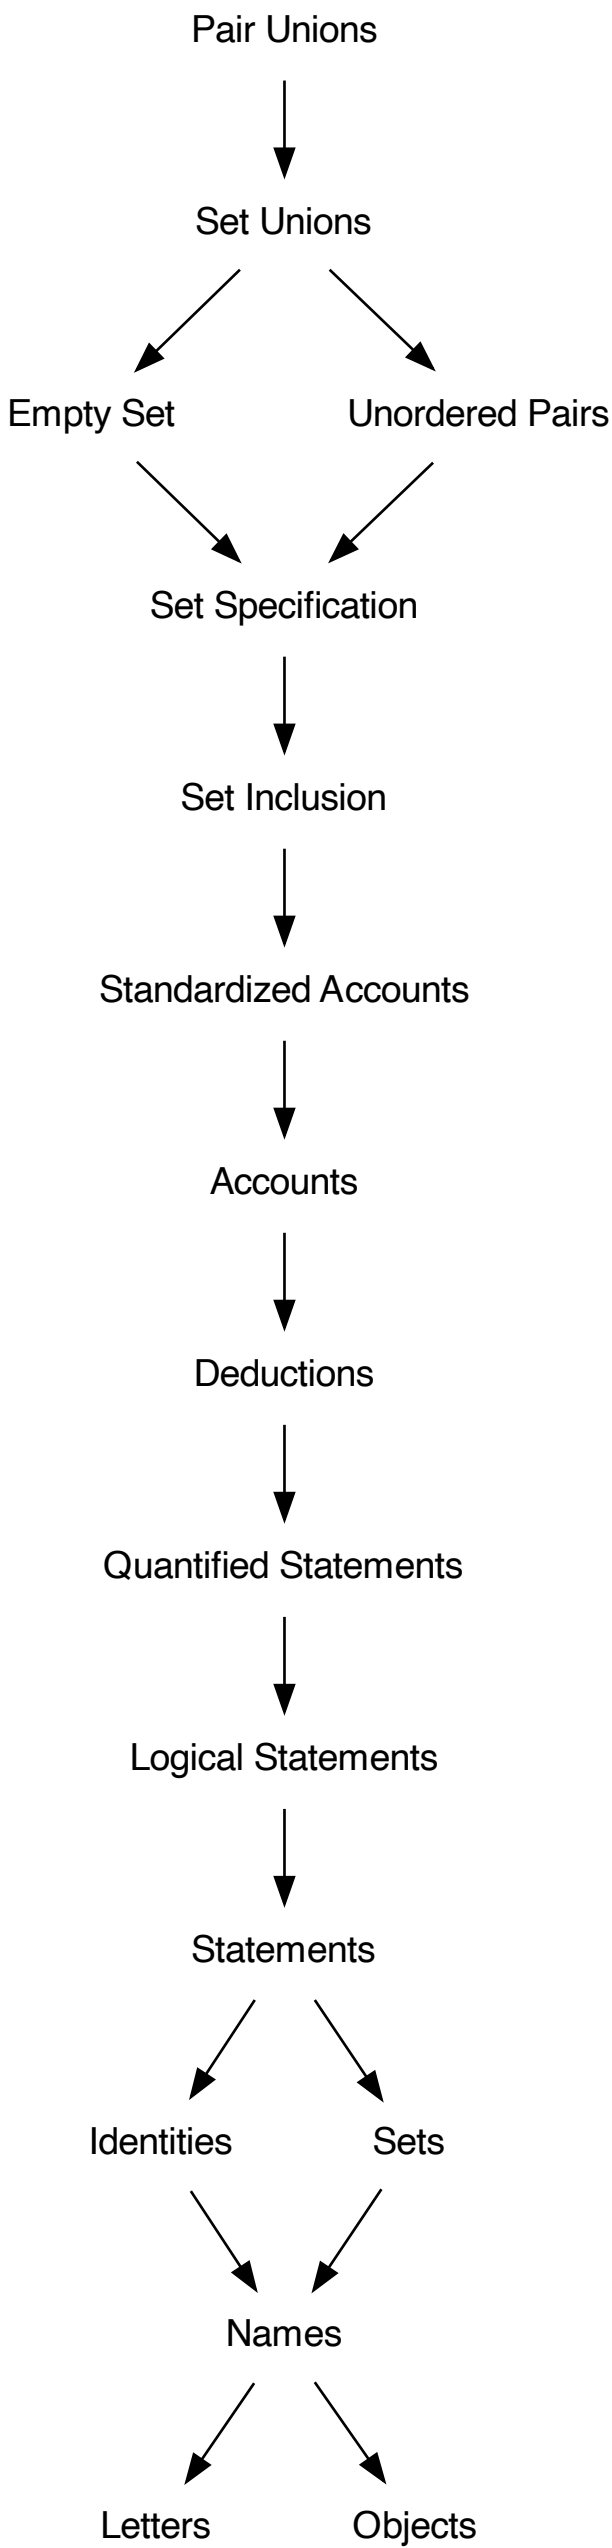 Pair Unions
Set Unions
Empty Set
Unordered Pairs
Set Specification
Set Inclusion
Standardized Accounts
Accounts
Deductions
Quantified Statements
Logical Statements
Statements
Identities
Sets
Names
Letters
Objects